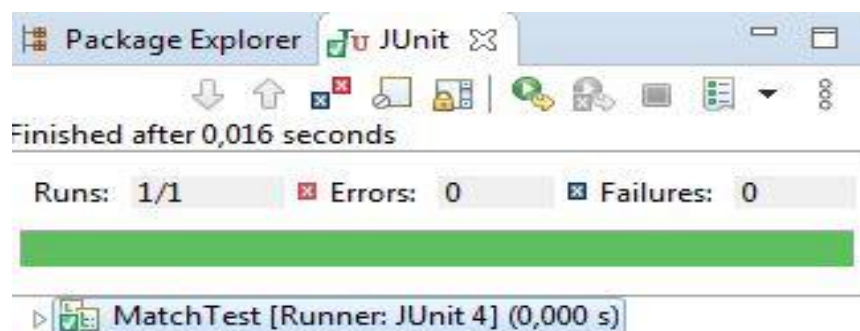 Package Explorer JUnit
Finished after 0,016 seconds
Runs: 1/1 Errors: 0 Failures: 0
MatchTest [Runner: JUnit 4] (0,000 s)